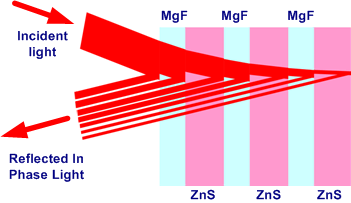 MgF MgF MgF
Incident
light
Reflected In
Phase Light
ZnS ZnS ZnS